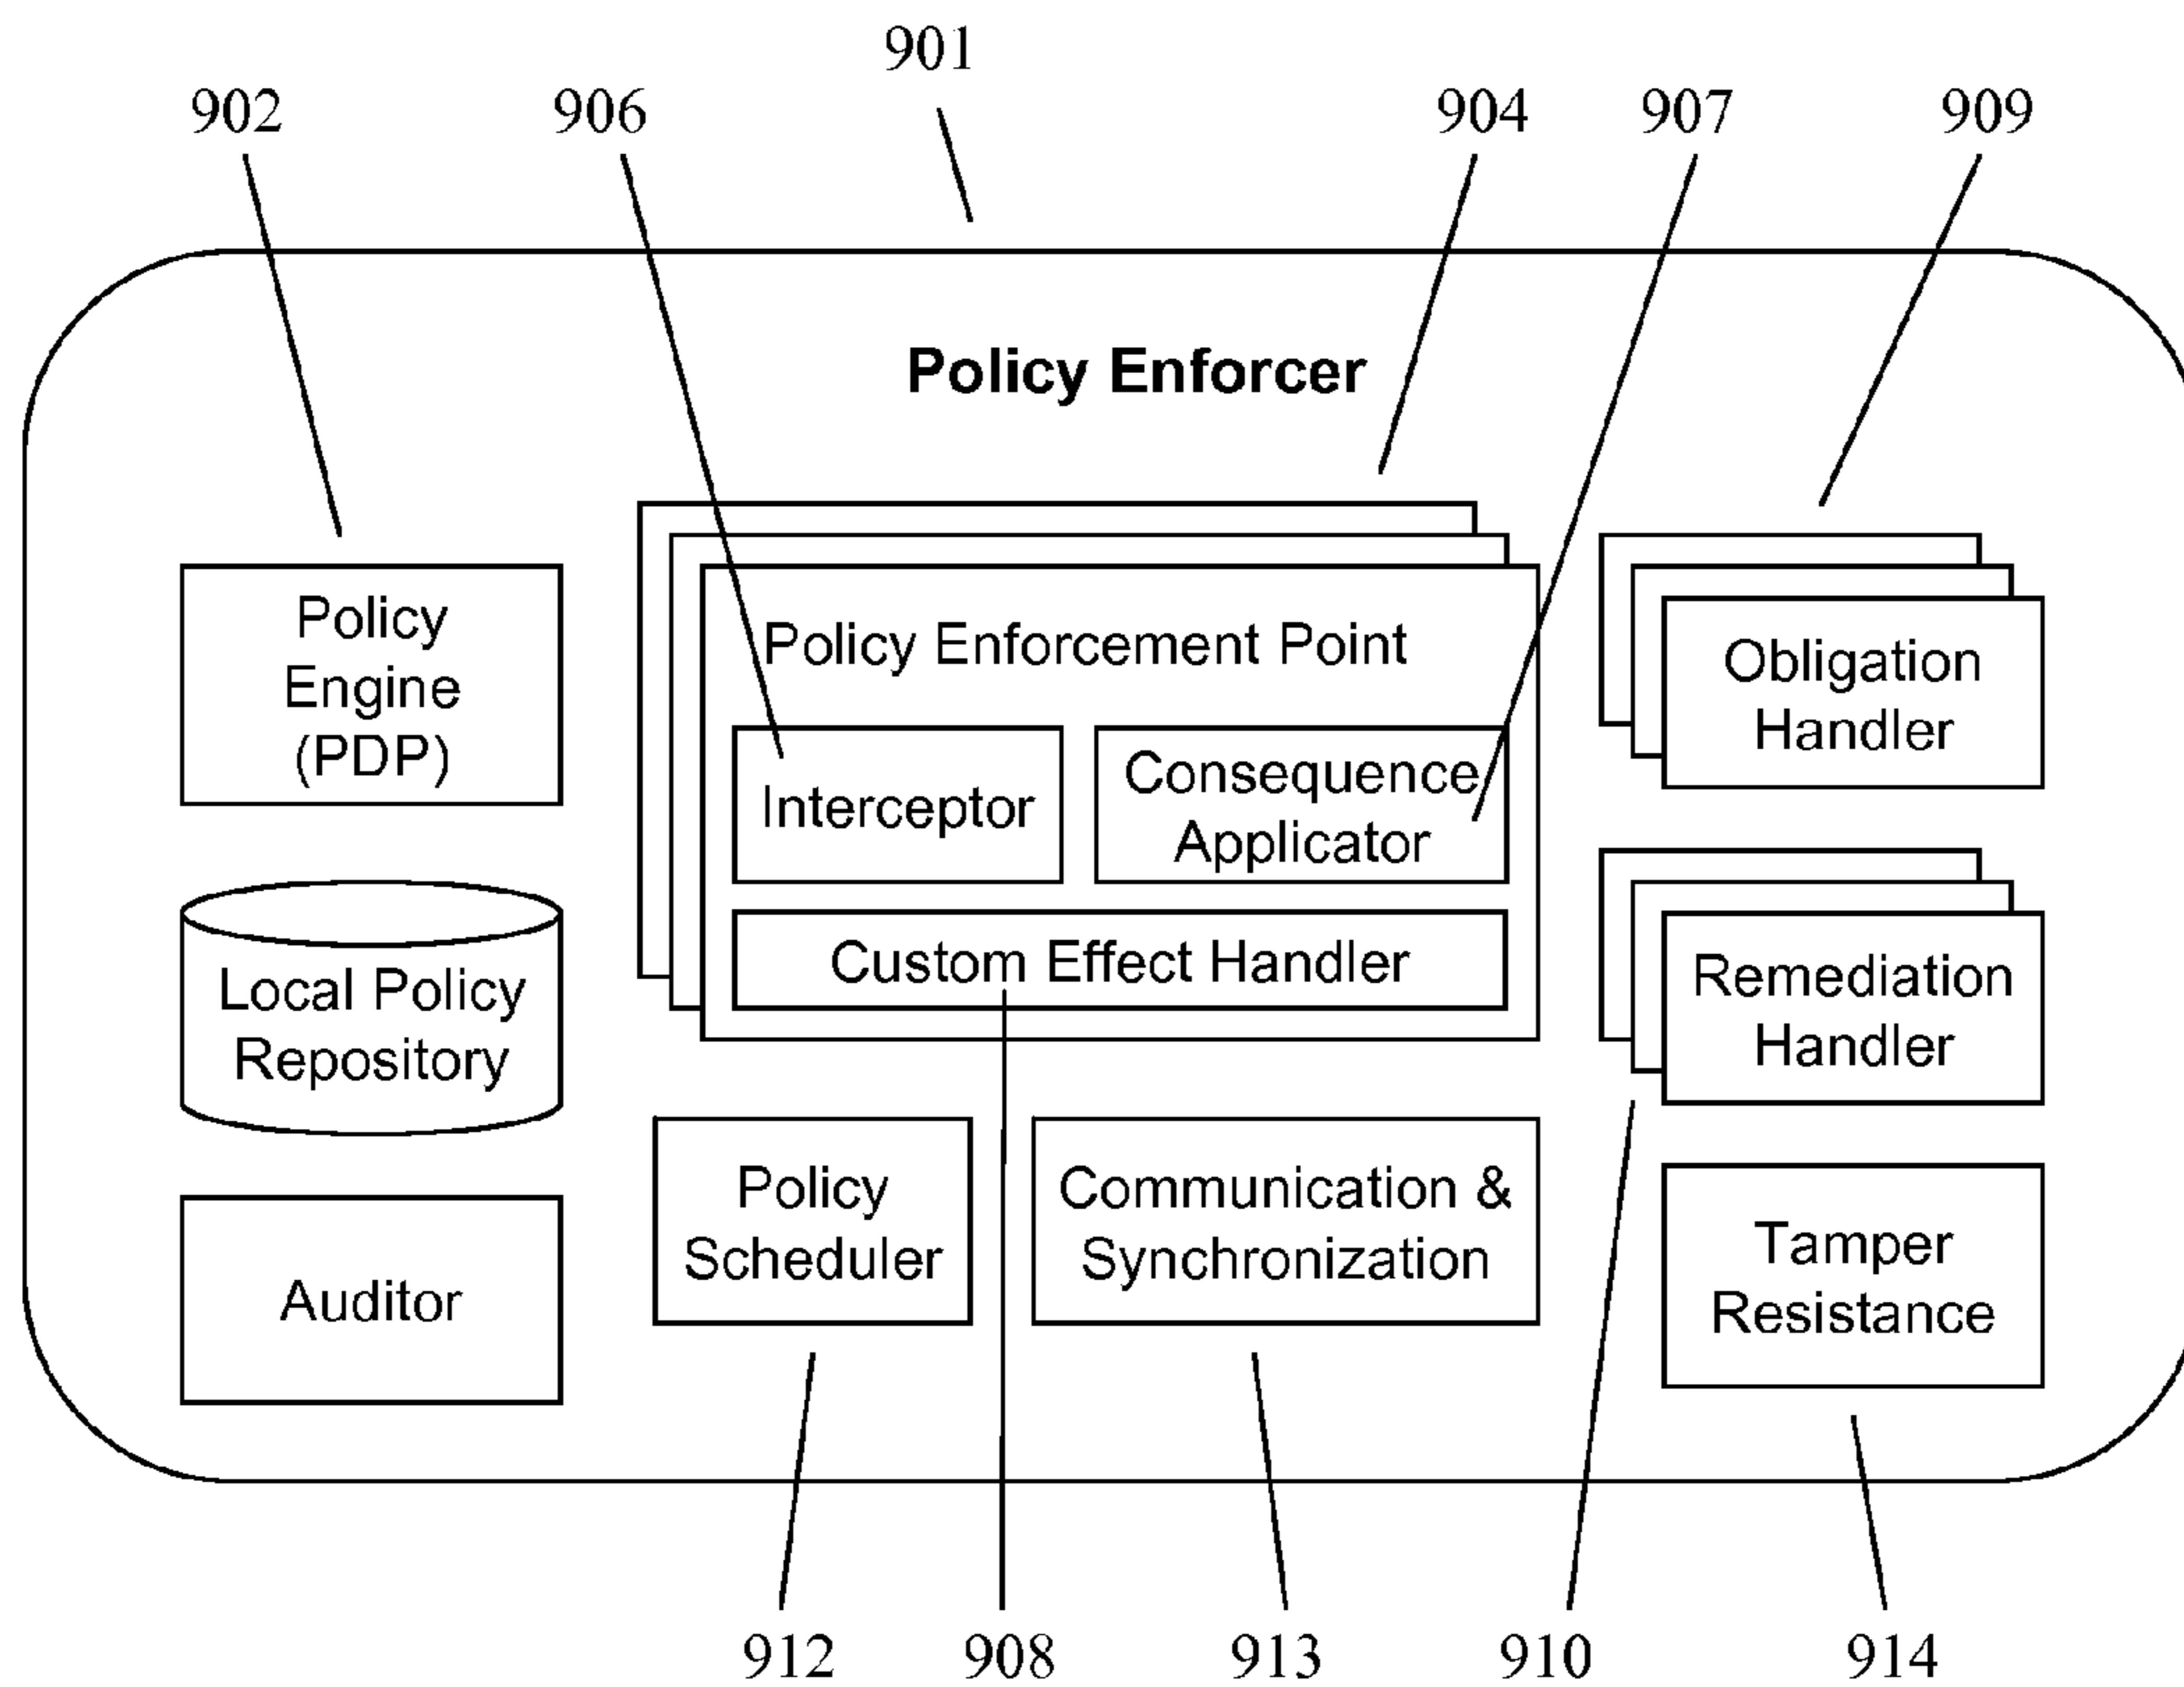 901
902
906
904
907
909
Policy Enforcer
Policy
Engine
(PDP)
Policy Enforcement Point
Interceptor
Consequence
Applicator
Custom Effect Handler
Obligation
Handler
Local Policy
Repository
Remediation
Handler
Auditor
Policy
Scheduler
Communication &
Synchronization
Tamper
Resistance
912
908
913
910
914